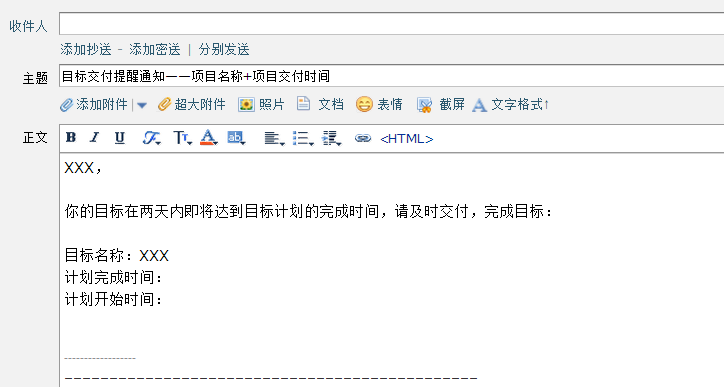 收件人
添加抄送 - 添加密送 | 分别发送
主题 目标交付提醒通知——项目名称+项目交付时间
添加附件 | 超大附件 照片 文档 表情 截屏 文字格式↑
正文 B I U <HTML>
XXX，
你的目标在两天内即将达到目标计划的完成时间，请及时交付，完成目标：
目标名称：XXX
计划完成时间：
计划开始时间：